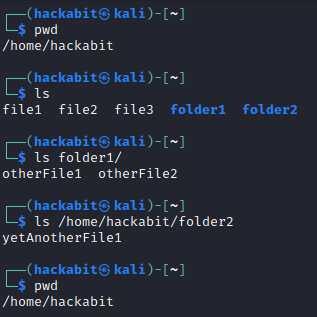 ┌──(hackabit㉿kali)-[~]
└─$ pwd
/home/hackabit
┌──(hackabit㉿kali)-[~]
└─$ ls
file1  file2  file3  folder1  folder2
┌──(hackabit㉿kali)-[~]
└─$ ls folder1/
otherFile1  otherFile2
┌──(hackabit㉿kali)-[~]
└─$ ls /home/hackabit/folder2
yetAnotherFile1
┌──(hackabit㉿kali)-[~]
└─$ pwd
/home/hackabit